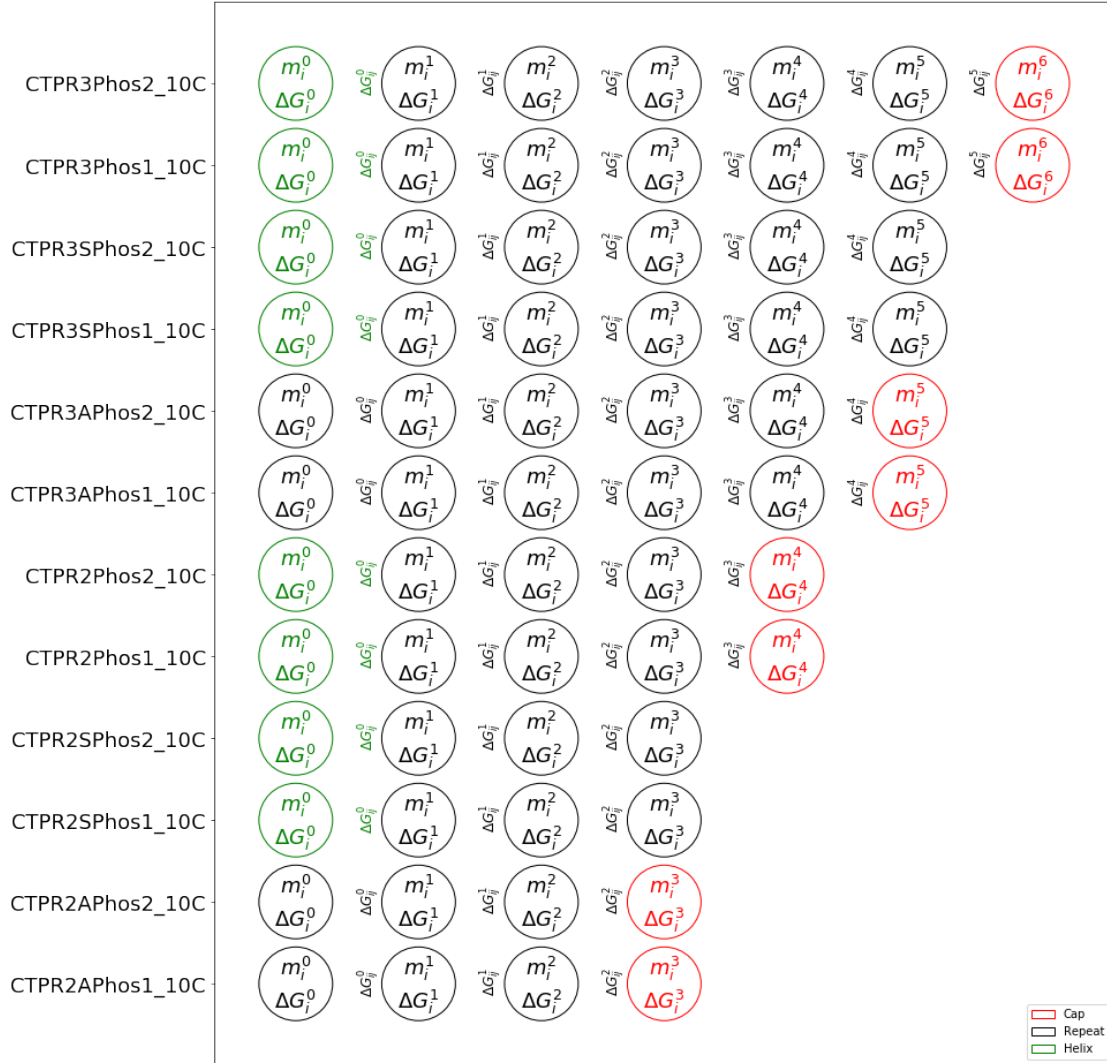 CTPR3Phos2_10C m_i^0 ΔG_i^0 ΔG_ij^0 m_i^1 ΔG_i^1 ΔG_ij^1 m_i^2 ΔG_i^2 ΔG_ij^2 m_i^3 ΔG_i^3 ΔG_ij^3 m_i^4 ΔG_i^4 ΔG_ij^4 m_i^5 ΔG_i^5 ΔG_ij^5 m_i^6 ΔG_i^6
CTPR3Phos1_10C m_i^0 ΔG_i^0 ΔG_ij^0 m_i^1 ΔG_i^1 ΔG_ij^1 m_i^2 ΔG_i^2 ΔG_ij^2 m_i^3 ΔG_i^3 ΔG_ij^3 m_i^4 ΔG_i^4 ΔG_ij^4 m_i^5 ΔG_i^5 ΔG_ij^5 m_i^6 ΔG_i^6
CTPR3SPhos2_10C m_i^0 ΔG_i^0 ΔG_ij^0 m_i^1 ΔG_i^1 ΔG_ij^1 m_i^2 ΔG_i^2 ΔG_ij^2 m_i^3 ΔG_i^3 ΔG_ij^3 m_i^4 ΔG_i^4 ΔG_ij^4 m_i^5 ΔG_i^5
CTPR3SPhos1_10C m_i^0 ΔG_i^0 ΔG_ij^0 m_i^1 ΔG_i^1 ΔG_ij^1 m_i^2 ΔG_i^2 ΔG_ij^2 m_i^3 ΔG_i^3 ΔG_ij^3 m_i^4 ΔG_i^4 ΔG_ij^4 m_i^5 ΔG_i^5
CTPR3APhos2_10C m_i^0 ΔG_i^0 ΔG_ij^0 m_i^1 ΔG_i^1 ΔG_ij^1 m_i^2 ΔG_i^2 ΔG_ij^2 m_i^3 ΔG_i^3 ΔG_ij^3 m_i^4 ΔG_i^4 ΔG_ij^4 m_i^5 ΔG_i^5
CTPR3APhos1_10C m_i^0 ΔG_i^0 ΔG_ij^0 m_i^1 ΔG_i^1 ΔG_ij^1 m_i^2 ΔG_i^2 ΔG_ij^2 m_i^3 ΔG_i^3 ΔG_ij^3 m_i^4 ΔG_i^4 ΔG_ij^4 m_i^5 ΔG_i^5
CTPR2Phos2_10C m_i^0 ΔG_i^0 ΔG_ij^0 m_i^1 ΔG_i^1 ΔG_ij^1 m_i^2 ΔG_i^2 ΔG_ij^2 m_i^3 ΔG_i^3 ΔG_ij^3 m_i^4 ΔG_i^4
CTPR2Phos1_10C m_i^0 ΔG_i^0 ΔG_ij^0 m_i^1 ΔG_i^1 ΔG_ij^1 m_i^2 ΔG_i^2 ΔG_ij^2 m_i^3 ΔG_i^3 ΔG_ij^3 m_i^4 ΔG_i^4
CTPR2SPhos2_10C m_i^0 ΔG_i^0 ΔG_ij^0 m_i^1 ΔG_i^1 ΔG_ij^1 m_i^2 ΔG_i^2 ΔG_ij^2 m_i^3 ΔG_i^3
CTPR2SPhos1_10C m_i^0 ΔG_i^0 ΔG_ij^0 m_i^1 ΔG_i^1 ΔG_ij^1 m_i^2 ΔG_i^2 ΔG_ij^2 m_i^3 ΔG_i^3
CTPR2APhos2_10C m_i^0 ΔG_i^0 ΔG_ij^0 m_i^1 ΔG_i^1 ΔG_ij^1 m_i^2 ΔG_i^2 ΔG_ij^2 m_i^3 ΔG_i^3
CTPR2APhos1_10C m_i^0 ΔG_i^0 ΔG_ij^0 m_i^1 ΔG_i^1 ΔG_ij^1 m_i^2 ΔG_i^2 ΔG_ij^2 m_i^3 ΔG_i^3
Cap
Repeat
Helix